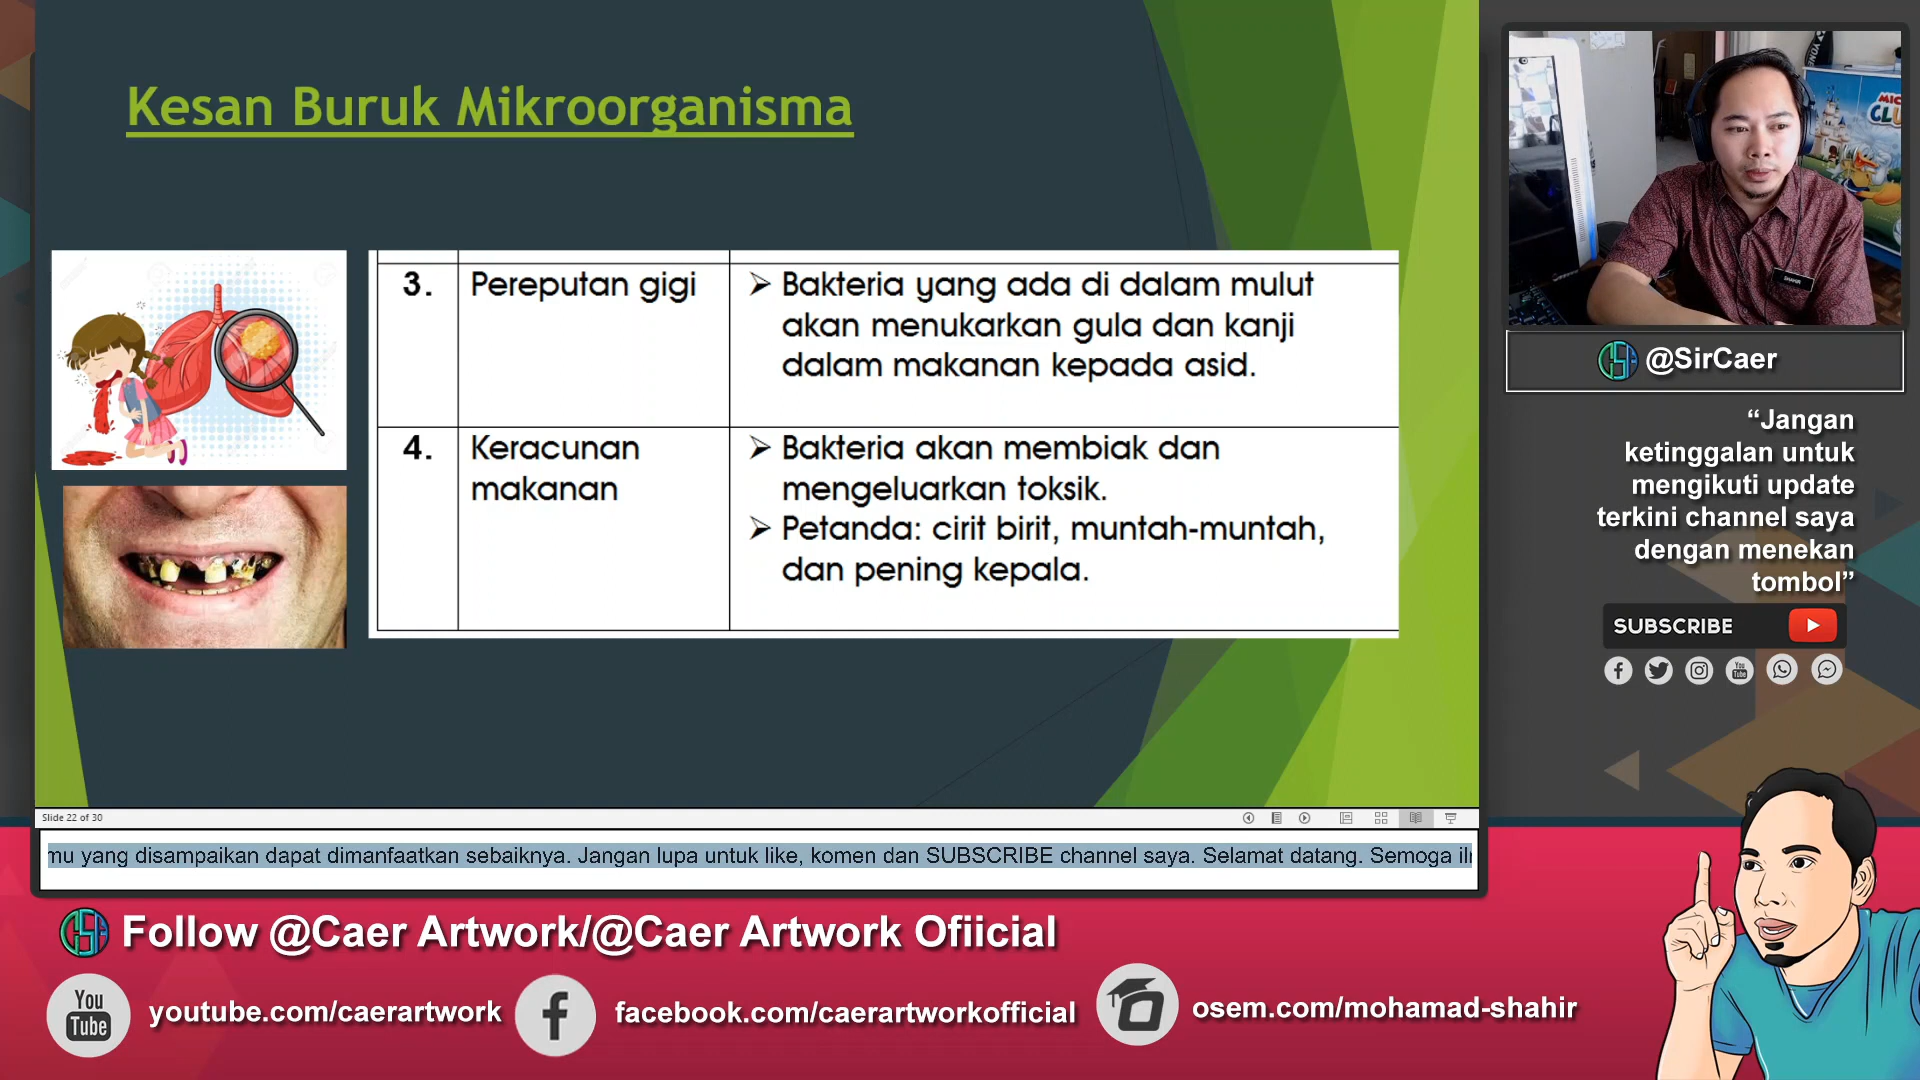 Kesan Buruk Mikroorganisma
3. Pereputan gigi ➢ Bakteria yang ada di dalam mulut
akan menukarkan gula dan kanji
dalam makanan kepada asid.
4. Keracunan ➢ Bakteria akan membiak dan
makanan mengeluarkan toksik.
➢ Petanda: cirit birit, muntah-muntah,
dan pening kepala.
Slide 22 of 30
mu yang disampaikan dapat dimanfaatkan sebaiknya. Jangan lupa untuk like, komen dan SUBSCRIBE channel saya. Selamat datang. Semoga il
@SirCaer
“Jangan
ketinggalan untuk
mengikuti update
terkini channel saya
dengan menekan
tombol”
SUBSCRIBE
Follow @Caer Artwork/@Caer Artwork Ofiicial
You
Tube
youtube.com/caerartwork
facebook.com/caerartworkofficial
osem.com/mohamad-shahir